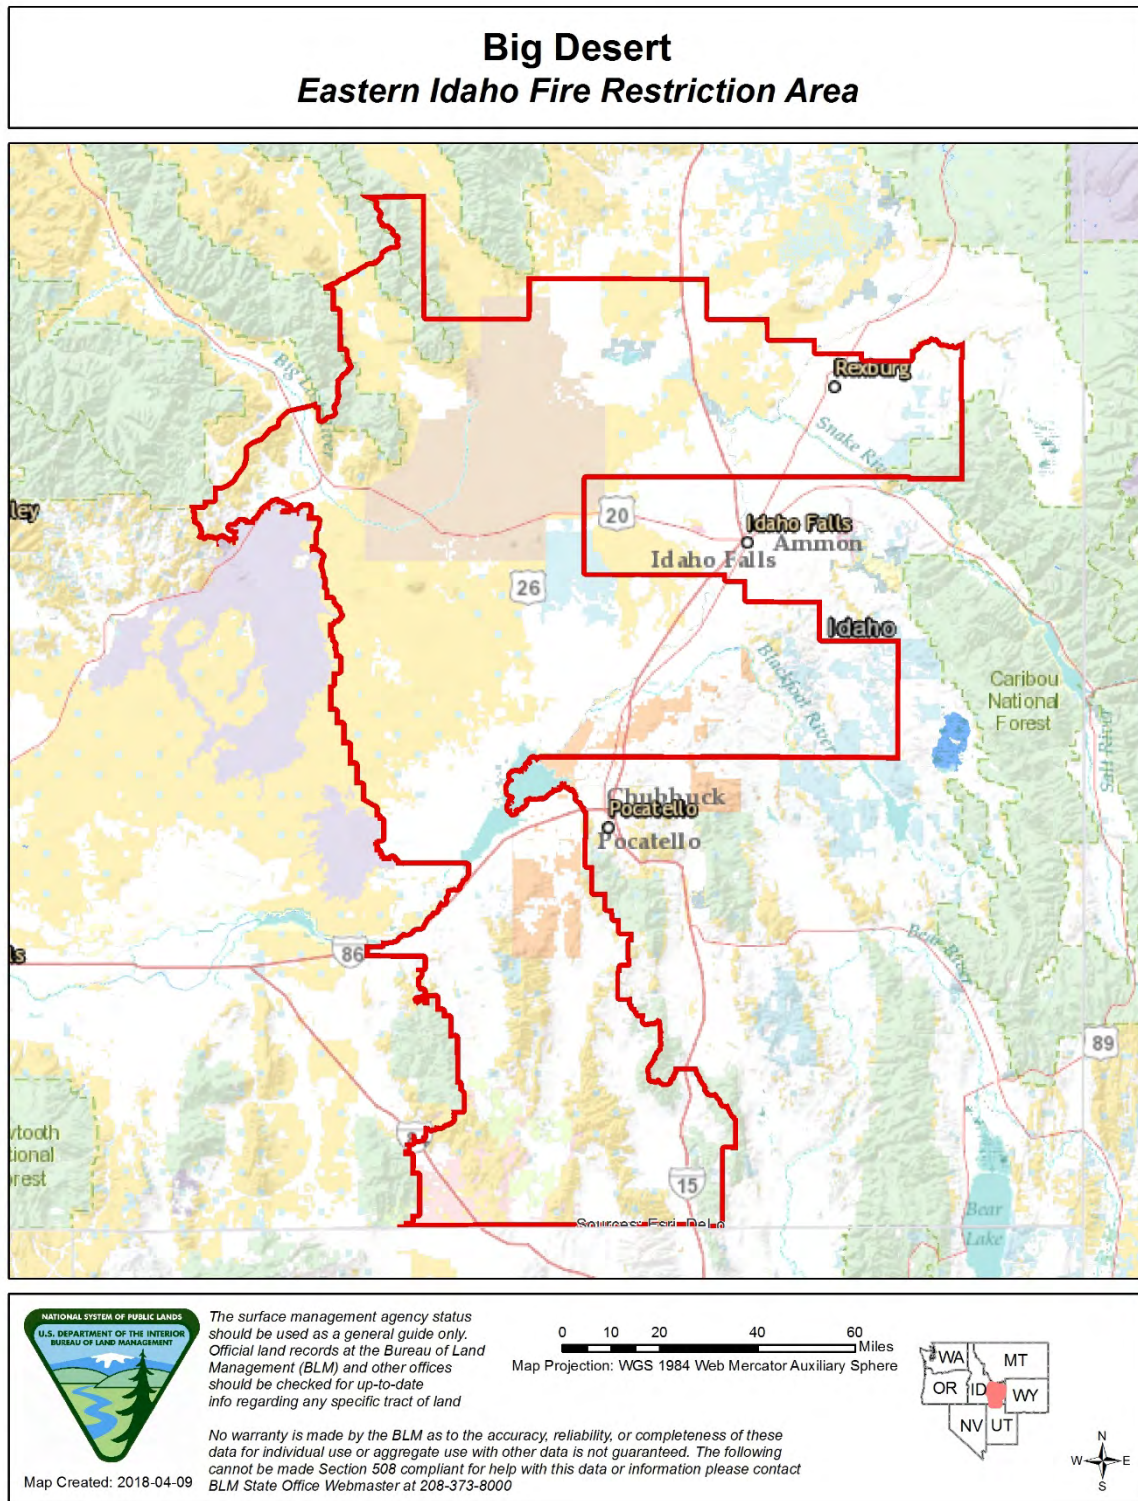 Big Desert
Eastern Idaho Fire Restriction Area
Rexburg
Snake
River
ley
20
Idaho Falls
Ammon
Idaho Falls
26
Idaho
Blackfoot River
Caribou
National
Forest
Salt River
Chubbuck
Pocatello
Pocatello
Bear River
ls
86
89
15
Bear
Lake
Sources: Esri, DeLo
NATIONAL SYSTEM OF PUBLIC LANDS
U.S. DEPARTMENT OF THE INTERIOR
BUREAU OF LAND MANAGEMENT
Map Created: 2018-04-09
The surface management agency status
should be used as a general guide only.
Official land records at the Bureau of Land
Management (BLM) and other offices
should be checked for up-to-date
info regarding any specific tract of land
No warranty is made by the BLM as to the accuracy, reliability, or completeness of these
data for individual use or aggregate use with other data is not guaranteed. The following
cannot be made Section 508 compliant for help with this data or information please contact
BLM State Office Webmaster at 208-373-8000
0 10 20 40 60
Miles
Map Projection: WGS 1984 Web Mercator Auxiliary Sphere
WA
MT
OR
ID
WY
NV
UT
N
W
E
S